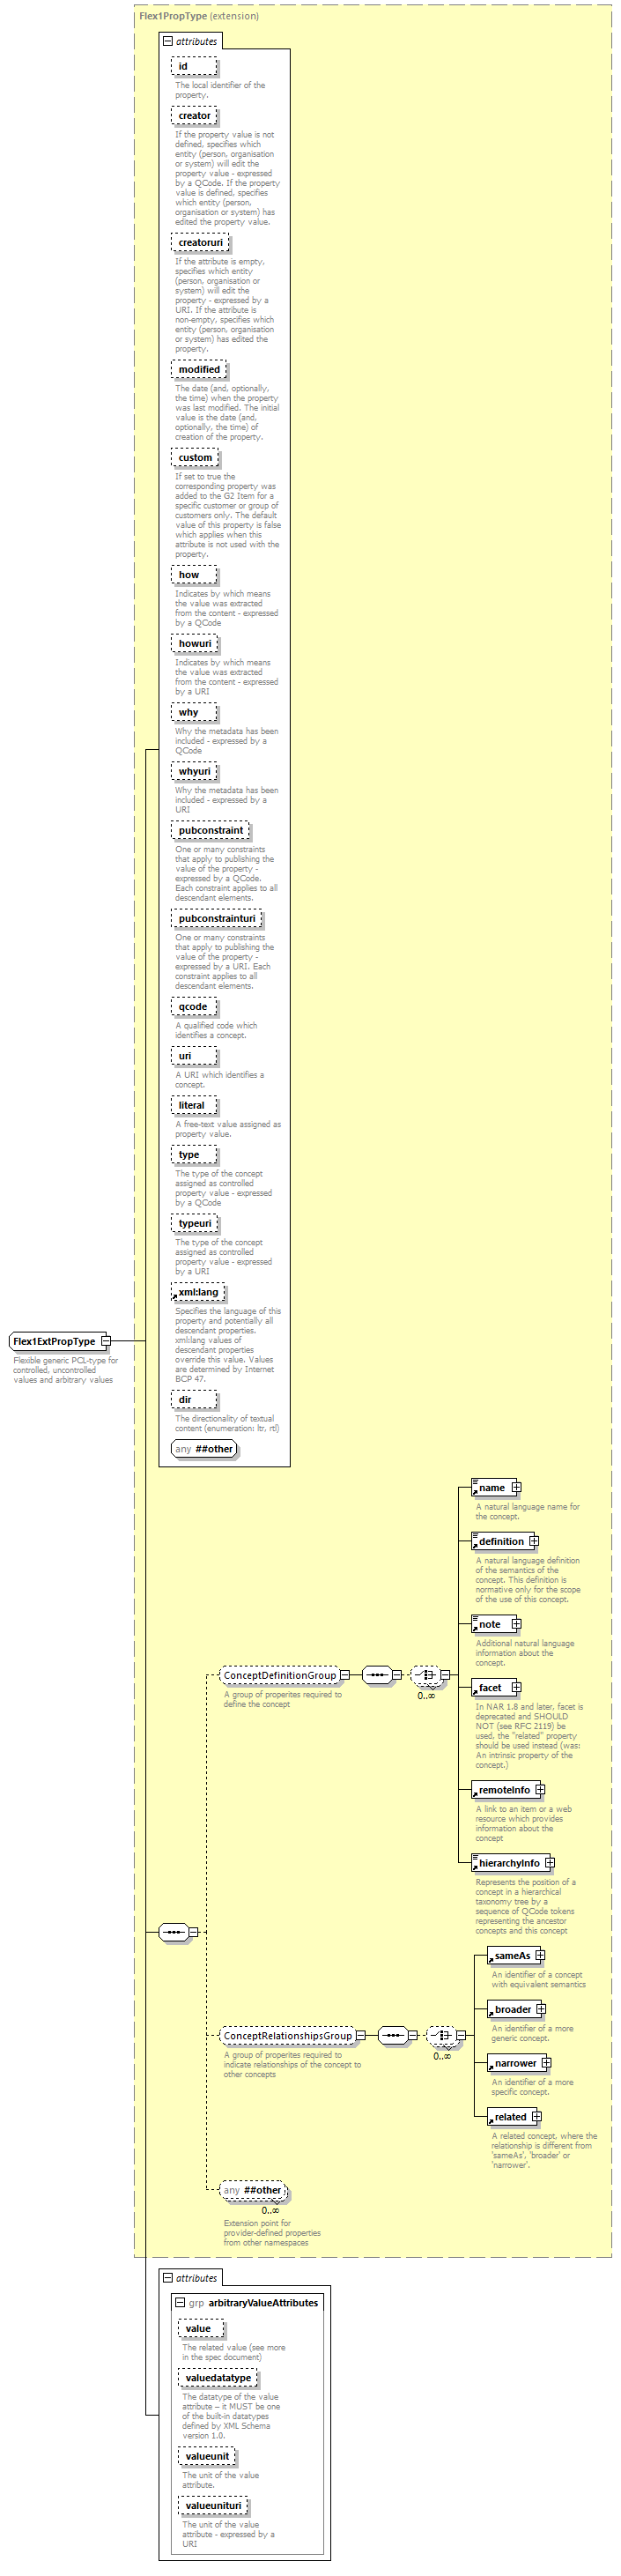 Flex1PropType (extension)
attributes
id
The local identifier of the
property.
creator
If the property value is not
defined, specifies which
entity (person, organisation
or system) will edit the
property value - expressed
by a QCode. If the property
value is defined, specifies
which entity (person,
organisation or system) has
edited the property value.
creatoruri
If the attribute is empty,
specifies which entity
(person, organisation or
system) will edit the
property - expressed by a
URI. If the attribute is
non-empty, specifies which
entity (person, organisation
or system) has edited the
property.
modified
The date (and, optionally,
the time) when the property
was last modified. The initial
value is the date (and,
optionally, the time) of
creation of the property.
custom
If set to true the
corresponding property was
added to the G2 Item for a
specific customer or group of
customers only. The default
value of this property is false
which applies when this
attribute is not used with the
property.
how
Indicates by which means
the value was extracted
from the content - expressed
by a QCode
howuri
Indicates by which means
the value was extracted
from the content - expressed
by a URI
why
Why the metadata has been
included - expressed by a
QCode
whyuri
Why the metadata has been
included - expressed by a
URI
pubconstraint
One or many constraints
that apply to publishing the
value of the property -
expressed by a QCode.
Each constraint applies to all
descendant elements.
pubconstrainturi
One or many constraints
that apply to publishing the
value of the property -
expressed by a URI. Each
constraint applies to all
descendant elements.
qcode
A qualified code which
identifies a concept.
uri
A URI which identifies a
concept.
literal
A free-text value assigned as
property value.
type
The type of the concept
assigned as controlled
property value - expressed
by a QCode
typeuri
The type of the concept
assigned as controlled
property value - expressed
by a URI
xml:lang
Specifies the language of this
property and potentially all
descendant properties.
xml:lang values of
descendant properties
override this value. Values
are determined by Internet
BCP 47.
dir
The directionality of textual
content (enumeration: ltr, rtl)
any ##other
Flex1ExtPropType
Flexible generic PCL-type for
controlled, uncontrolled
values and arbitrary values
ConceptDefinitionGroup
A group of properites required to
define the concept
0..∞
name
A natural language name for
the concept.
definition
A natural language definition
of the semantics of the
concept. This definition is
normative only for the scope
of the use of this concept.
note
Additional natural language
information about the
concept.
facet
In NAR 1.8 and later, facet is
deprecated and SHOULD
NOT (see RFC 2119) be
used, the "related" property
should be used instead (was:
An intrinsic property of the
concept.)
remoteInfo
A link to an item or a web
resource which provides
information about the
concept
hierarchyInfo
Represents the position of a
concept in a hierarchical
taxonomy tree by a
sequence of QCode tokens
representing the ancestor
concepts and this concept
ConceptRelationshipsGroup
A group of properites required to
indicate relationships of the concept to
other concepts
0..∞
sameAs
An identifier of a concept
with equivalent semantics
broader
An identifier of a more
generic concept.
narrower
An identifier of a more
specific concept.
related
A related concept, where the
relationship is different from
'sameAs', 'broader' or
'narrower'.
any ##other
0..∞
Extension point for
provider-defined properties
from other namespaces
attributes
grp arbitraryValueAttributes
value
The related value (see more
in the spec document)
valuedatatype
The datatype of the value
attribute – it MUST be one
of the built-in datatypes
defined by XML Schema
version 1.0.
valueunit
The unit of the value
attribute.
valueunituri
The unit of the value
attribute - expressed by a
URI